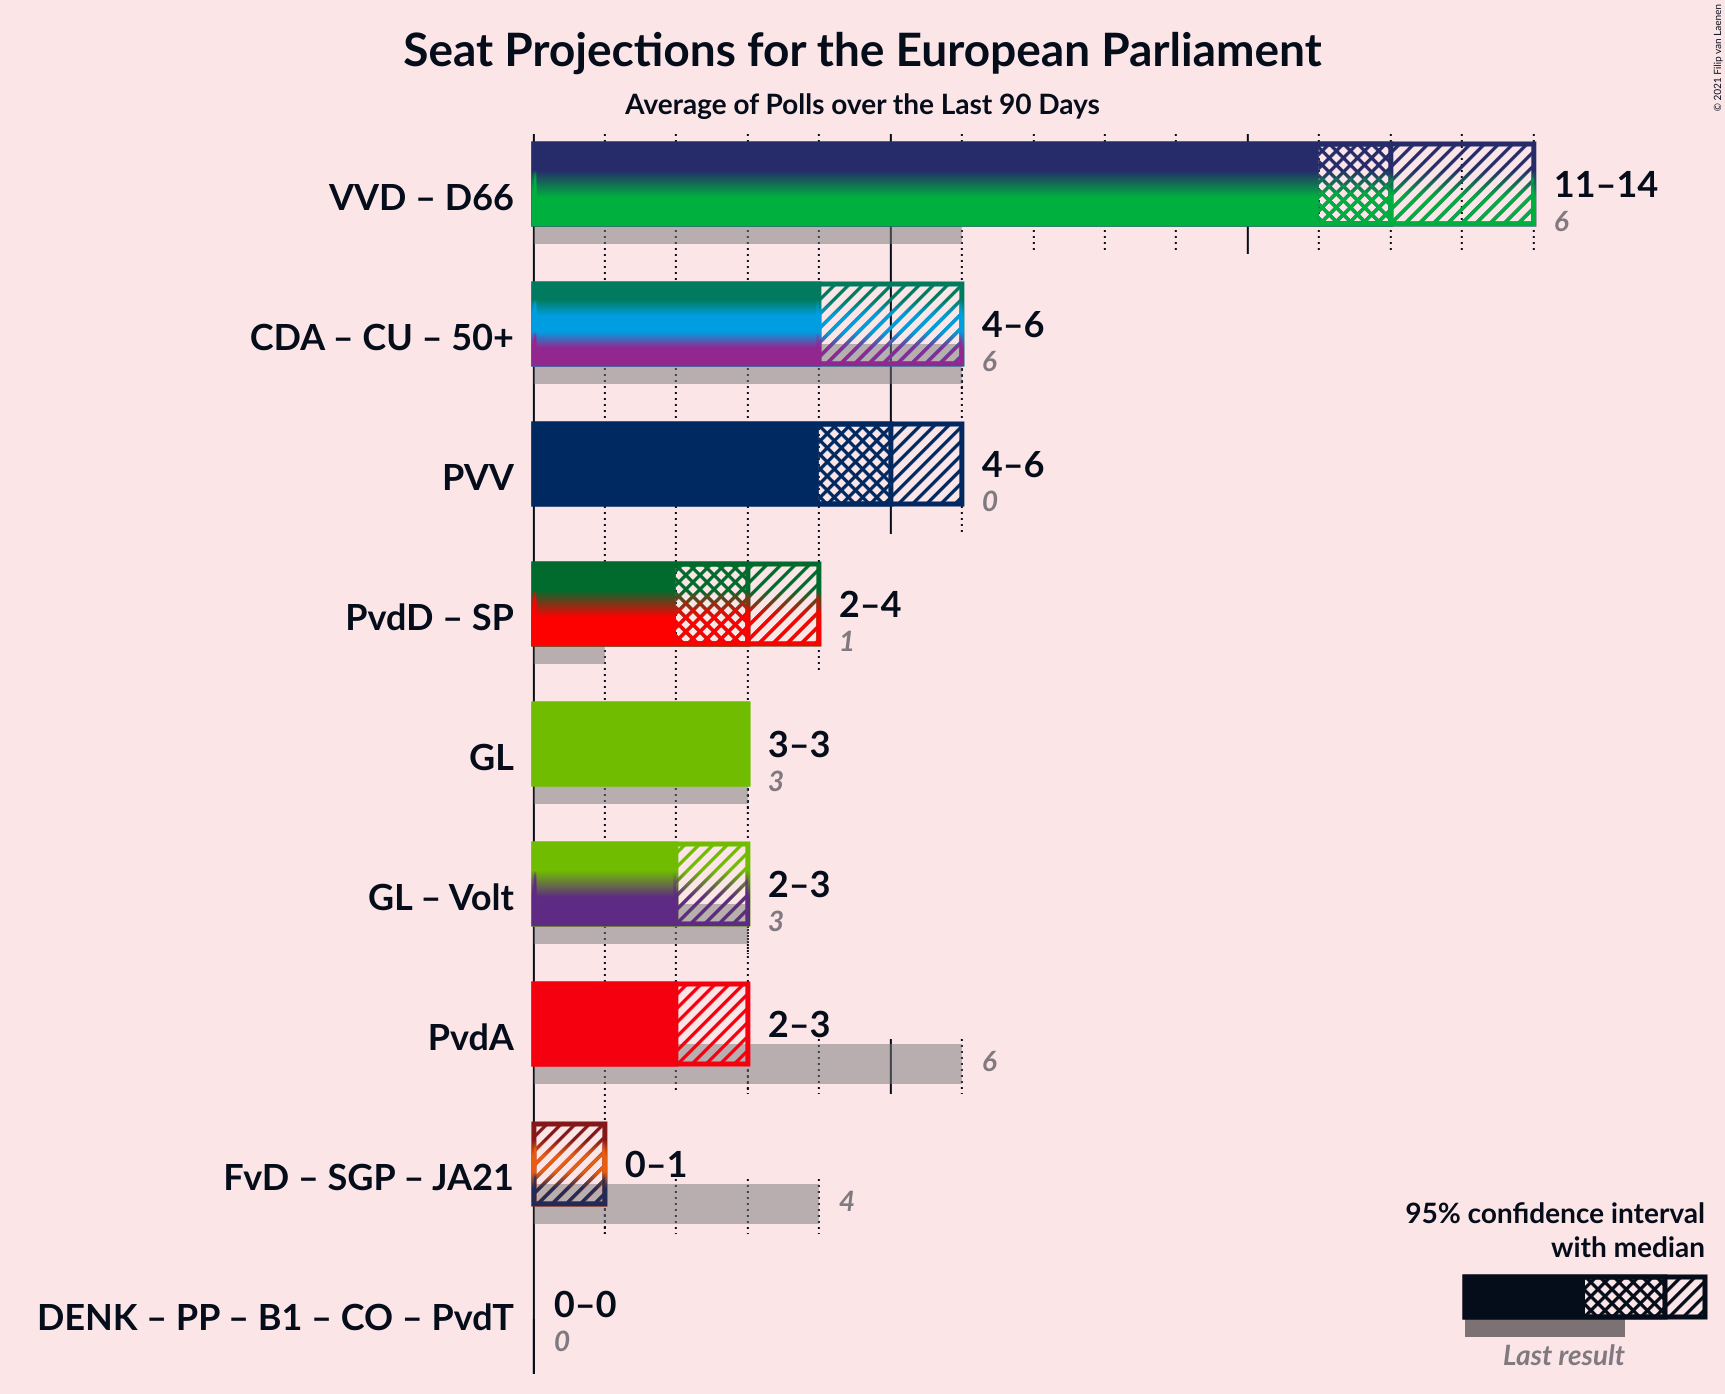 Seat Projections for the European Parliament
Average of Polls over the Last 90 Days
© 2021 Filip van Laenen
VVD – D66
11–14
6
CDA – CU – 50+
4–6
6
PVV
4–6
0
PvdD – SP
2–4
1
GL
3–3
3
GL – Volt
2–3
3
PvdA
2–3
6
FvD – SGP – JA21
0–1
4
DENK – PP – B1 – CO – PvdT
0–0
0
95% confidence interval
with median
Last result